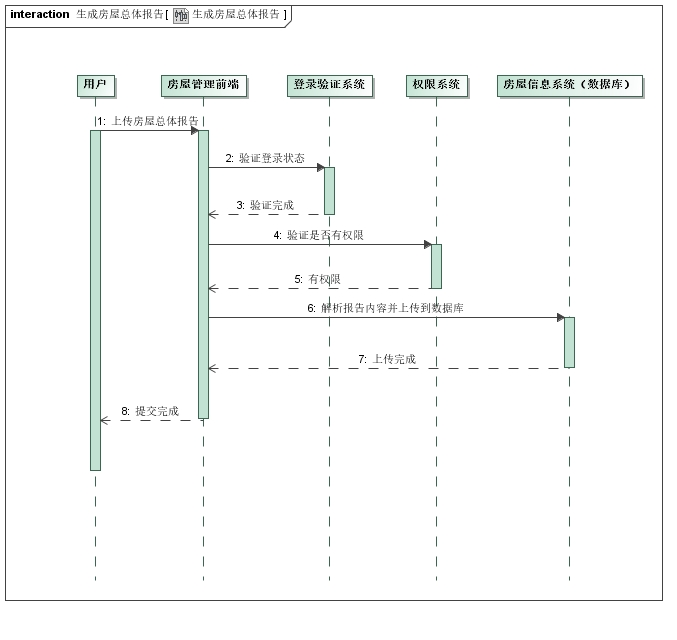 interaction 生成房屋总体报告[ 生成房屋总体报告 ]
用户 房屋管理前端 登录验证系统 权限系统 房屋信息系统（数据库）
1: 上传房屋总体报告
2: 验证登录状态
3: 验证完成
4: 验证是否有权限
5: 有权限
6: 解析报告内容并上传到数据库
7: 上传完成
8: 提交完成